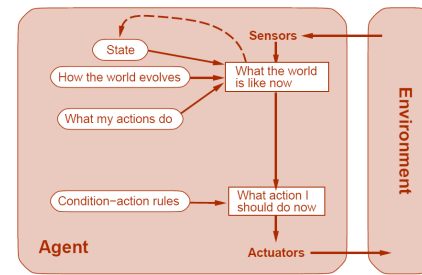 Sensors
State
How the world evolves
What the world
is like now
What my actions do
Environment
Condition−action rules
What action I
should do now
Agent
Actuators